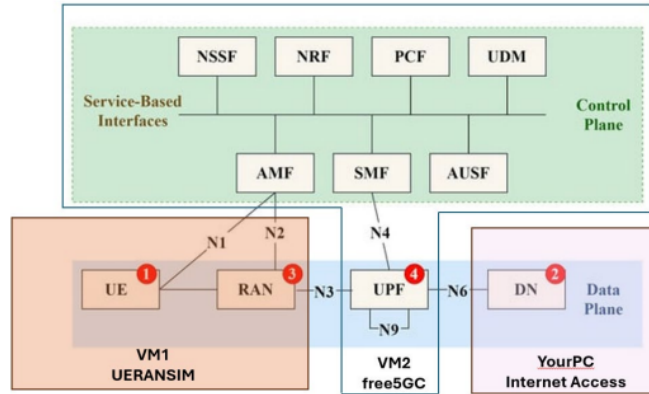 NSSF
NRF
PCF
UDM
Service-Based
Interfaces
Control
Plane
AMF
SMF
AUSF
N1
N2
N4
1
3
4
2
UE
RAN
N3
UPF
N6
DN
N9
Data
Plane
VM1
UERANSIM
VM2
free5GC
YourPC
Internet Access